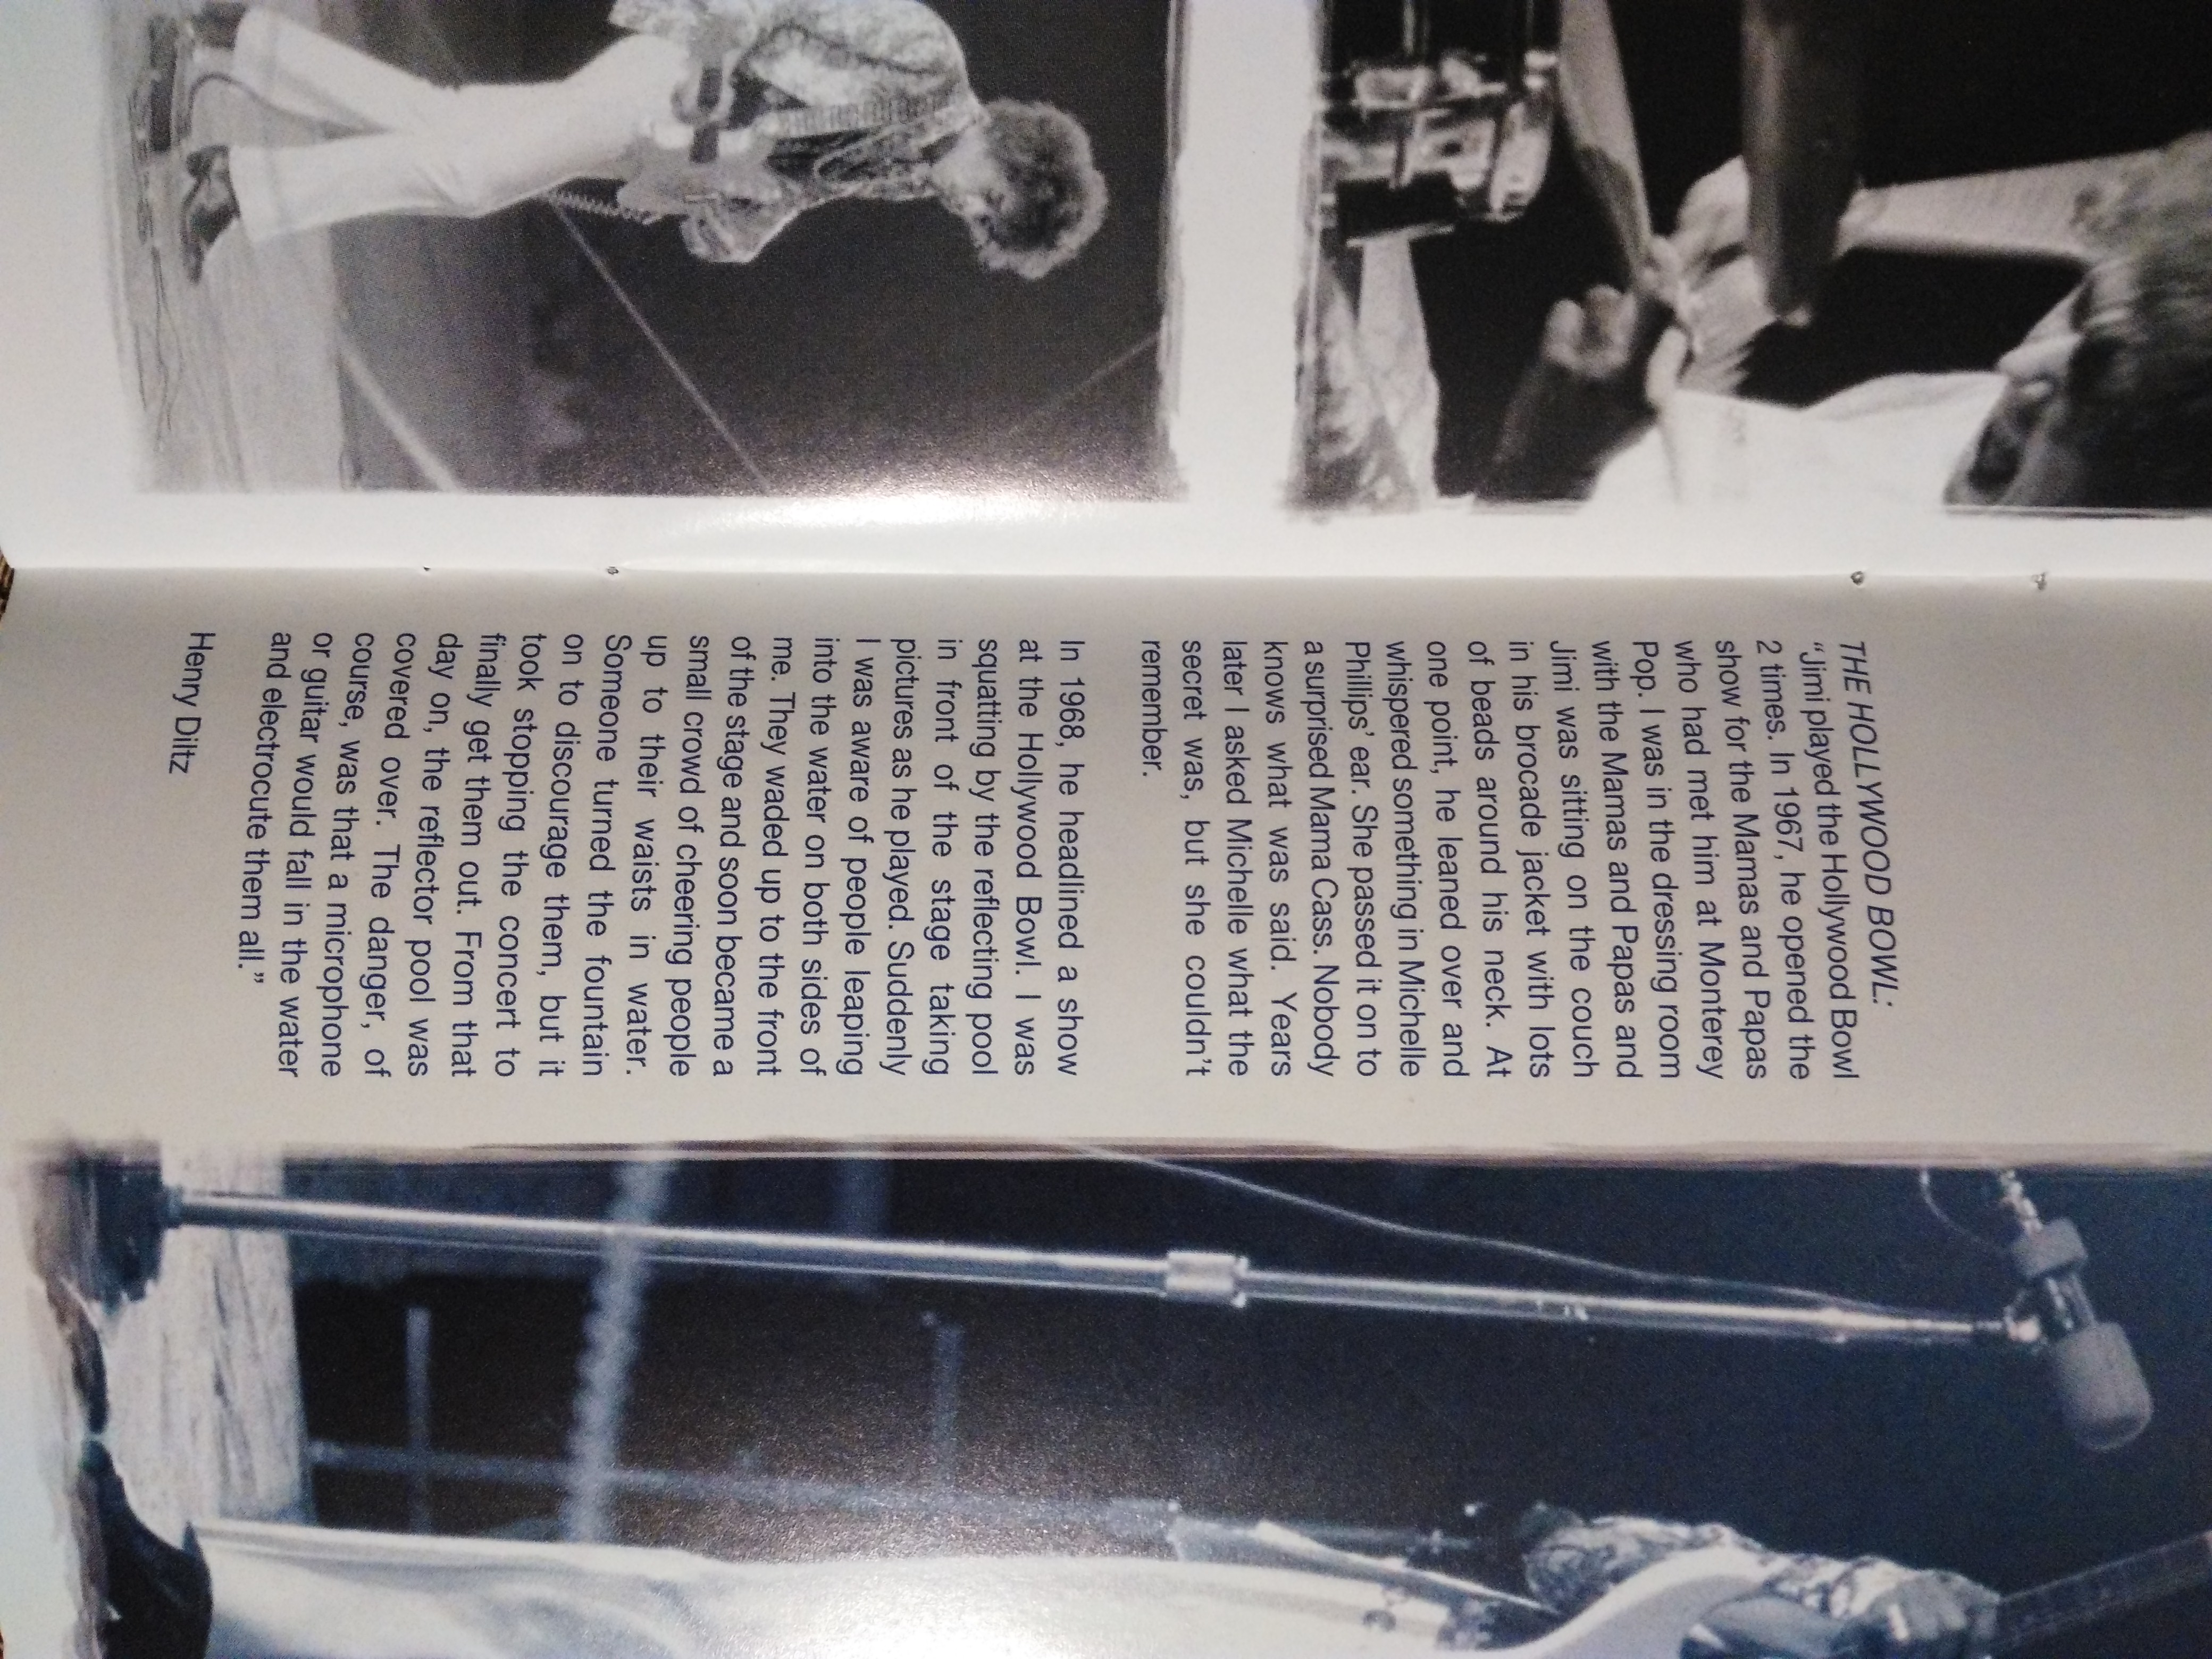 THE HOLLYWOOD BOWL:
“Jimi played the Hollywood Bowl
2 times. In 1967, he opened the
show for the Mamas and Papas
who had met him at Monterey
Pop. I was in the dressing room
with the Mamas and Papas and
Jimi was sitting on the couch
in his brocade jacket with lots
of beads around his neck. At
one point, he leaned over and
whispered something in Michelle
Phillips’ ear. She passed it on to
a surprised Mama Cass. Nobody
knows what was said. Years
later I asked Michelle what the
secret was, but she couldn’t
remember.
In 1968, he headlined a show
at the Hollywood Bowl. I was
squatting by the reflecting pool
in front of the stage taking
pictures as he played. Suddenly
I was aware of people leaping
into the water on both sides of
me. They waded up to the front
of the stage and soon became a
small crowd of cheering people
up to their waists in water.
Someone turned the fountain
on to discourage them, but it
took stopping the concert to
finally get them out. From that
day on, the reflector pool was
covered over. The danger, of
course, was that a microphone
or guitar would fall in the water
and electrocute them all.”
Henry Diltz